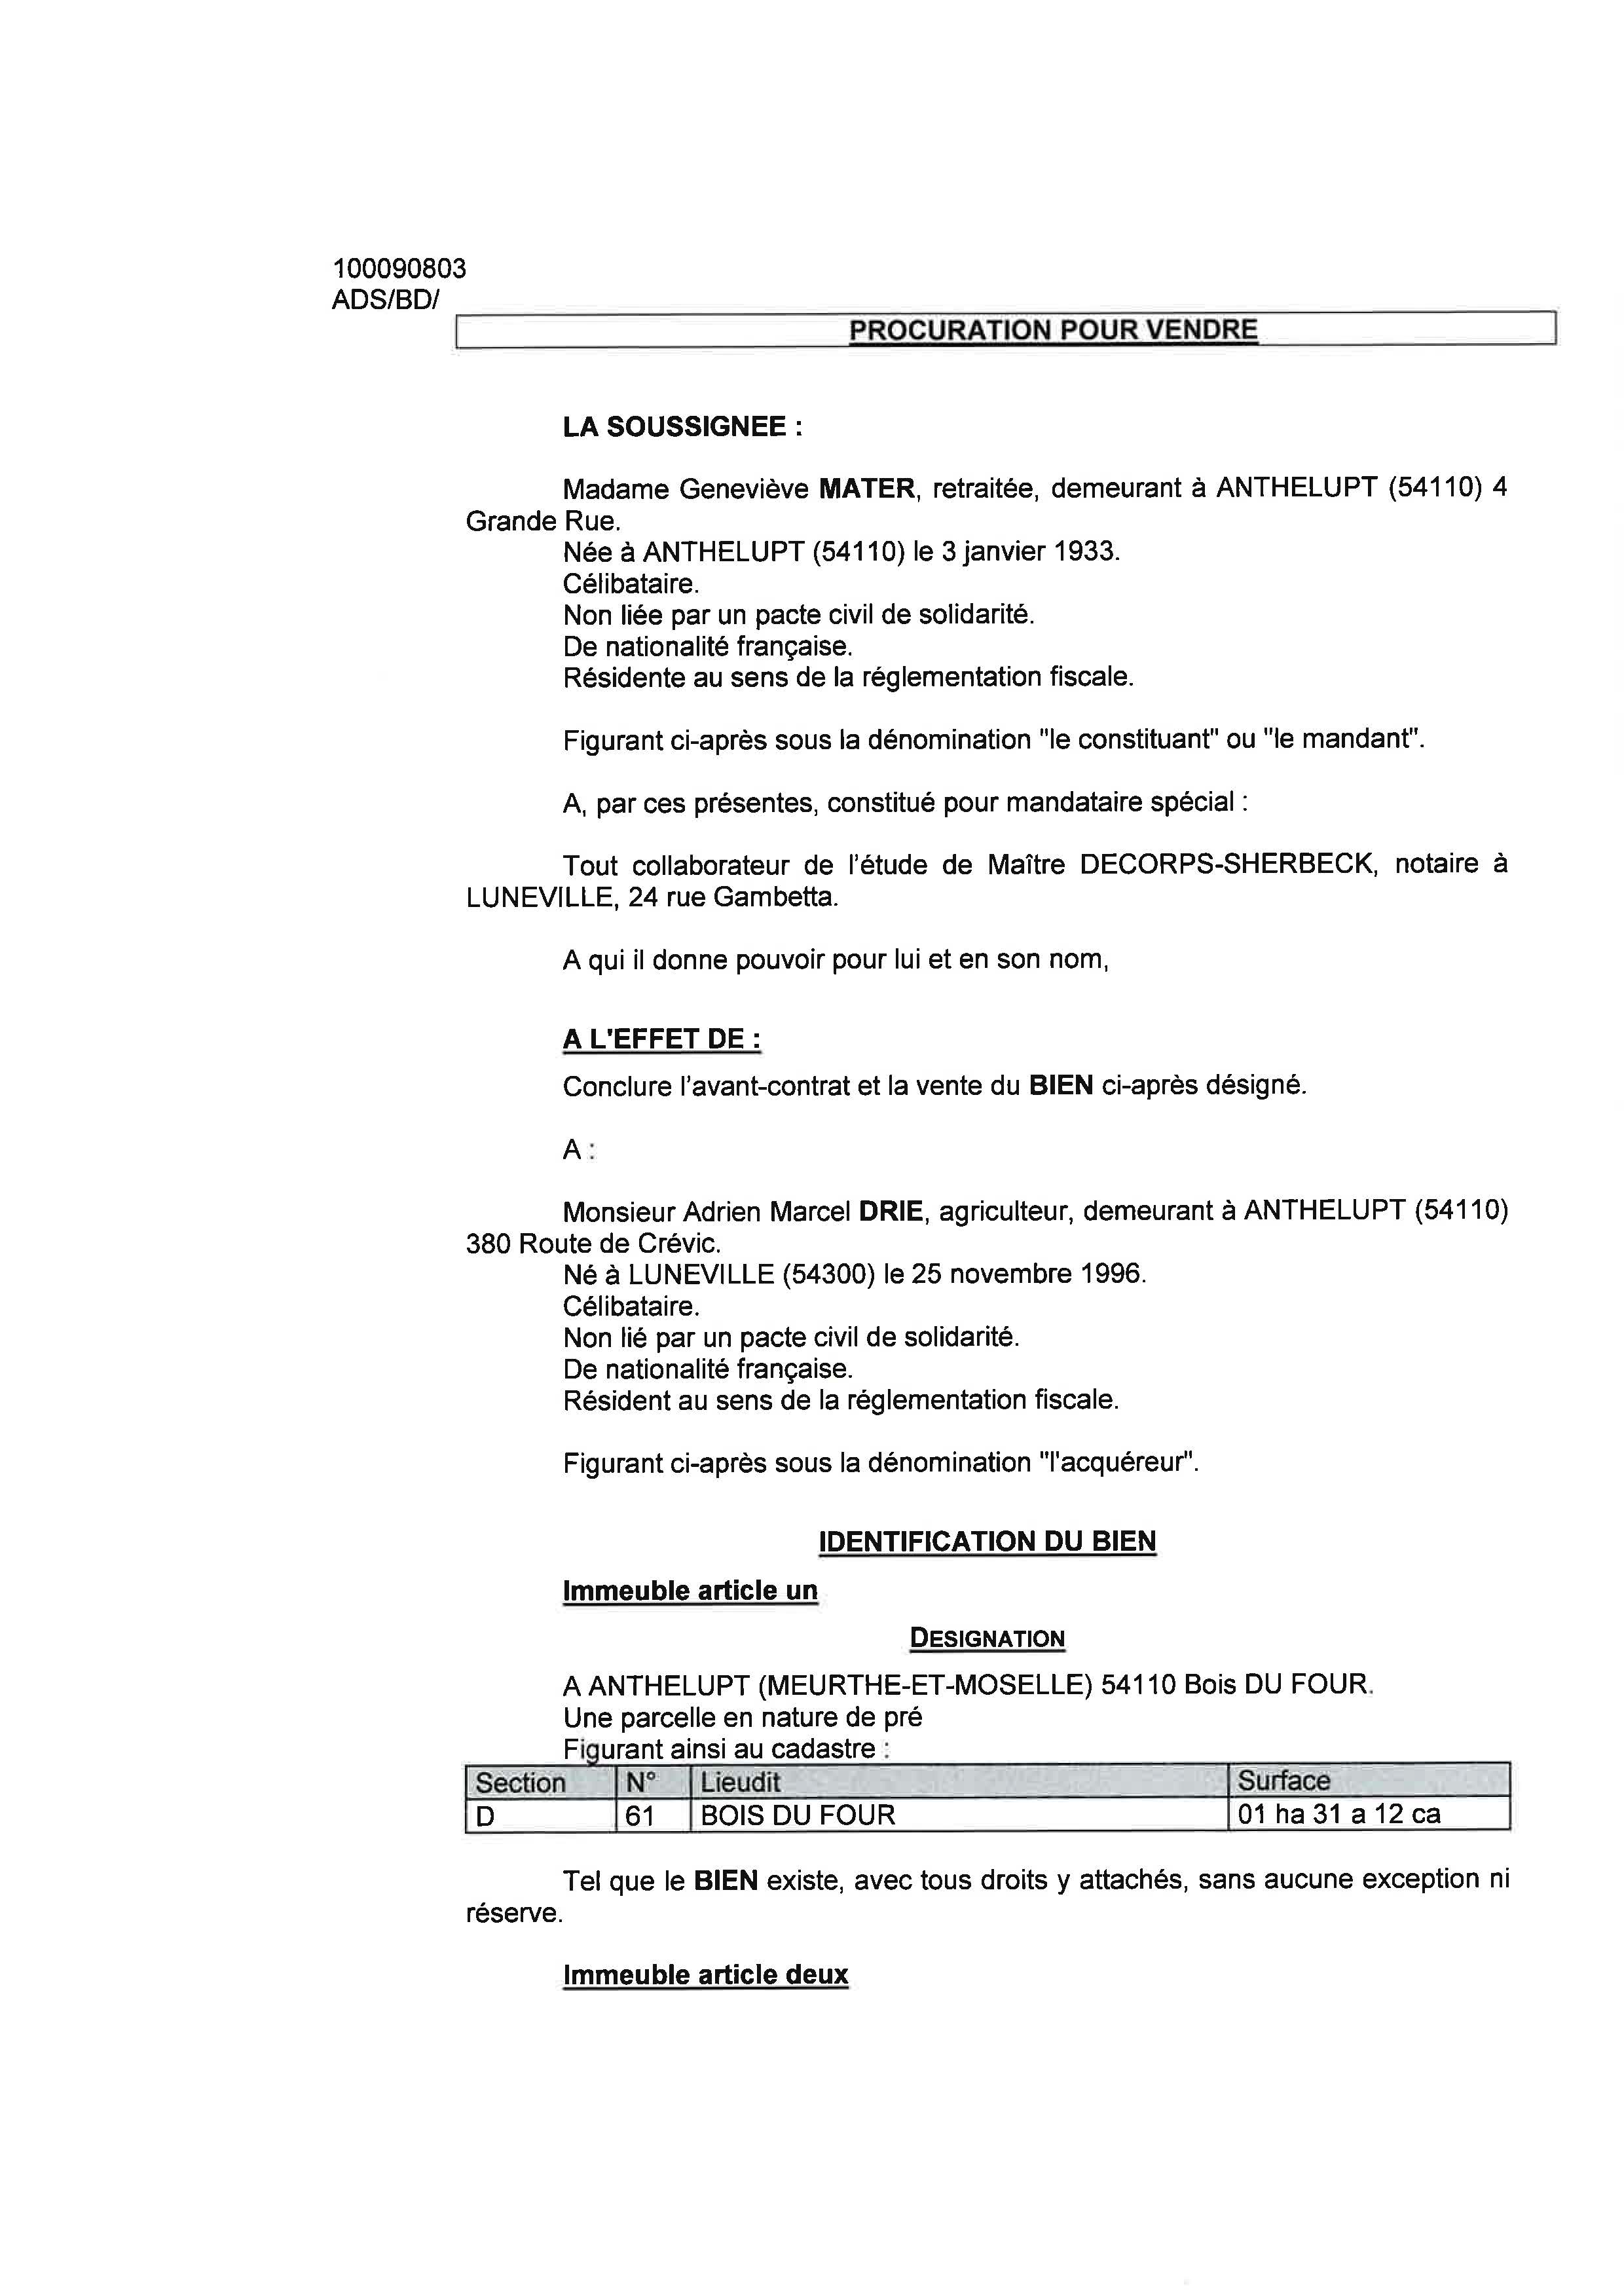 100090803
ADS/BD/
PROCURATION POUR VENDRE
LA SOUSSIGNEE :
Madame Geneviève MATER, retraitée, demeurant à ANTHELUPT (54110) 4
Grande Rue.
Née à ANTHELUPT (54110) le 3 janvier 1933.
Célibataire.
Non liée par un pacte civil de solidarité.
De nationalité française.
Résidente au sens de la réglementation fiscale.
Figurant ci-après sous la dénomination "le constituant" ou "le mandant".
A, par ces présentes, constitué pour mandataire spécial :
Tout collaborateur de l'étude de Maître DECORPS-SHERBECK, notaire à
LUNEVILLE, 24 rue Gambetta.
A qui il donne pouvoir pour lui et en son nom,
A L'EFFET DE :
Conclure l'avant-contrat et la vente du BIEN ci-après désigné.
A :
Monsieur Adrien Marcel DRIE, agriculteur, demeurant à ANTHELUPT (54110)
380 Route de Crévic.
Né à LUNEVILLE (54300) le 25 novembre 1996.
Célibataire.
Non lié par un pacte civil de solidarité.
De nationalité française.
Résident au sens de la réglementation fiscale.
Figurant ci-après sous la dénomination "l'acquéreur".
IDENTIFICATION DU BIEN
Immeuble article un
DESIGNATION
A ANTHELUPT (MEURTHE-ET-MOSELLE) 54110 Bois DU FOUR.
Une parcelle en nature de pré
Figurant ainsi au cadastre :
Section N° Lieudit Surface
D 61 BOIS DU FOUR 01 ha 31 a 12 ca
Tel que le BIEN existe, avec tous droits y attachés, sans aucune exception ni
réserve.
Immeuble article deux